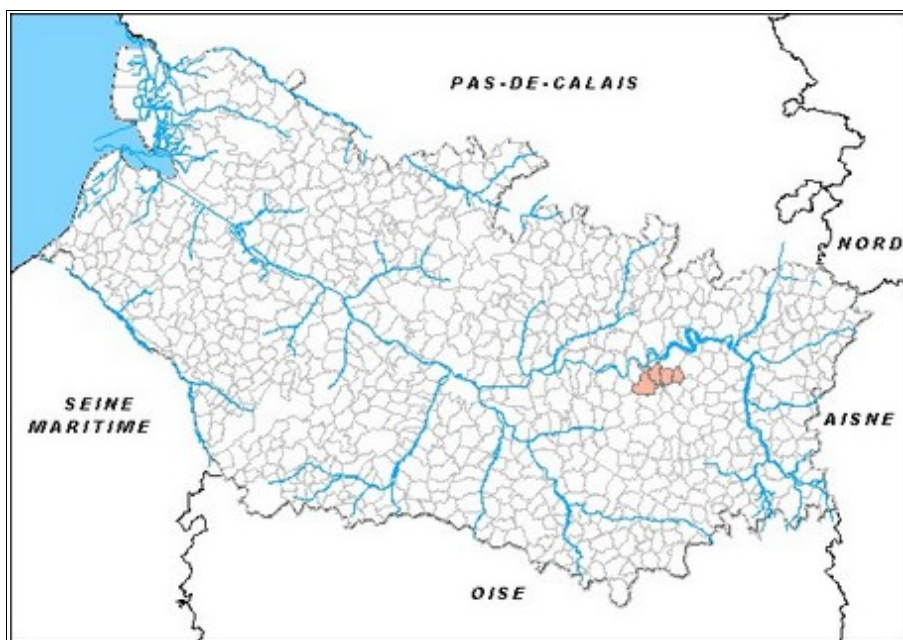 PAS-DE-CALAIS
NORD
SEINE
MARITIME
AISNE
OISE